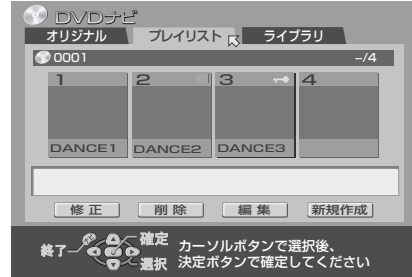 DVDナビ
オリジナル プレイリスト ライブラリ
0001 –/4
1 2 3 4
DANCE1 DANCE2 DANCE3
修正 削除 編集 新規作成
終了 確定 選択
カーソルボタンで選択後、
決定ボタンで確定してください